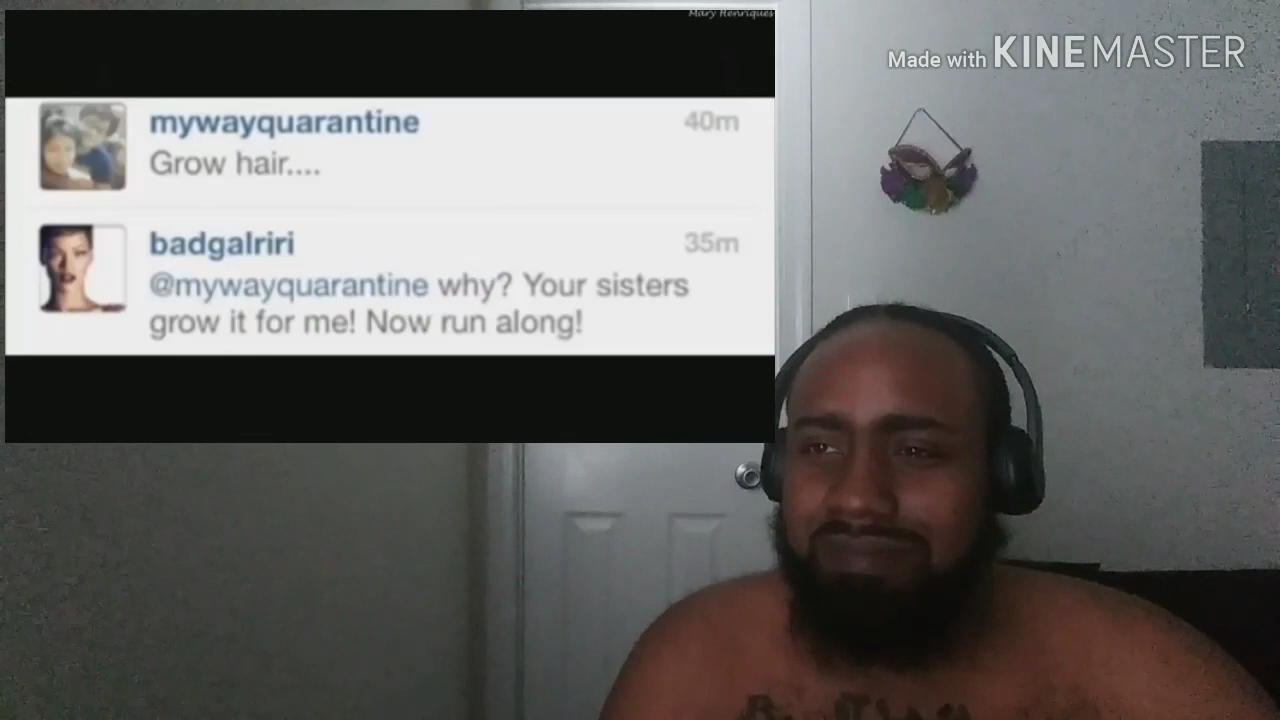 Mary Henriques
Made with KINEMASTER
mywayquarantine 40m
Grow hair....
badgalriri 35m
@mywayquarantine why? Your sisters
grow it for me! Now run along!